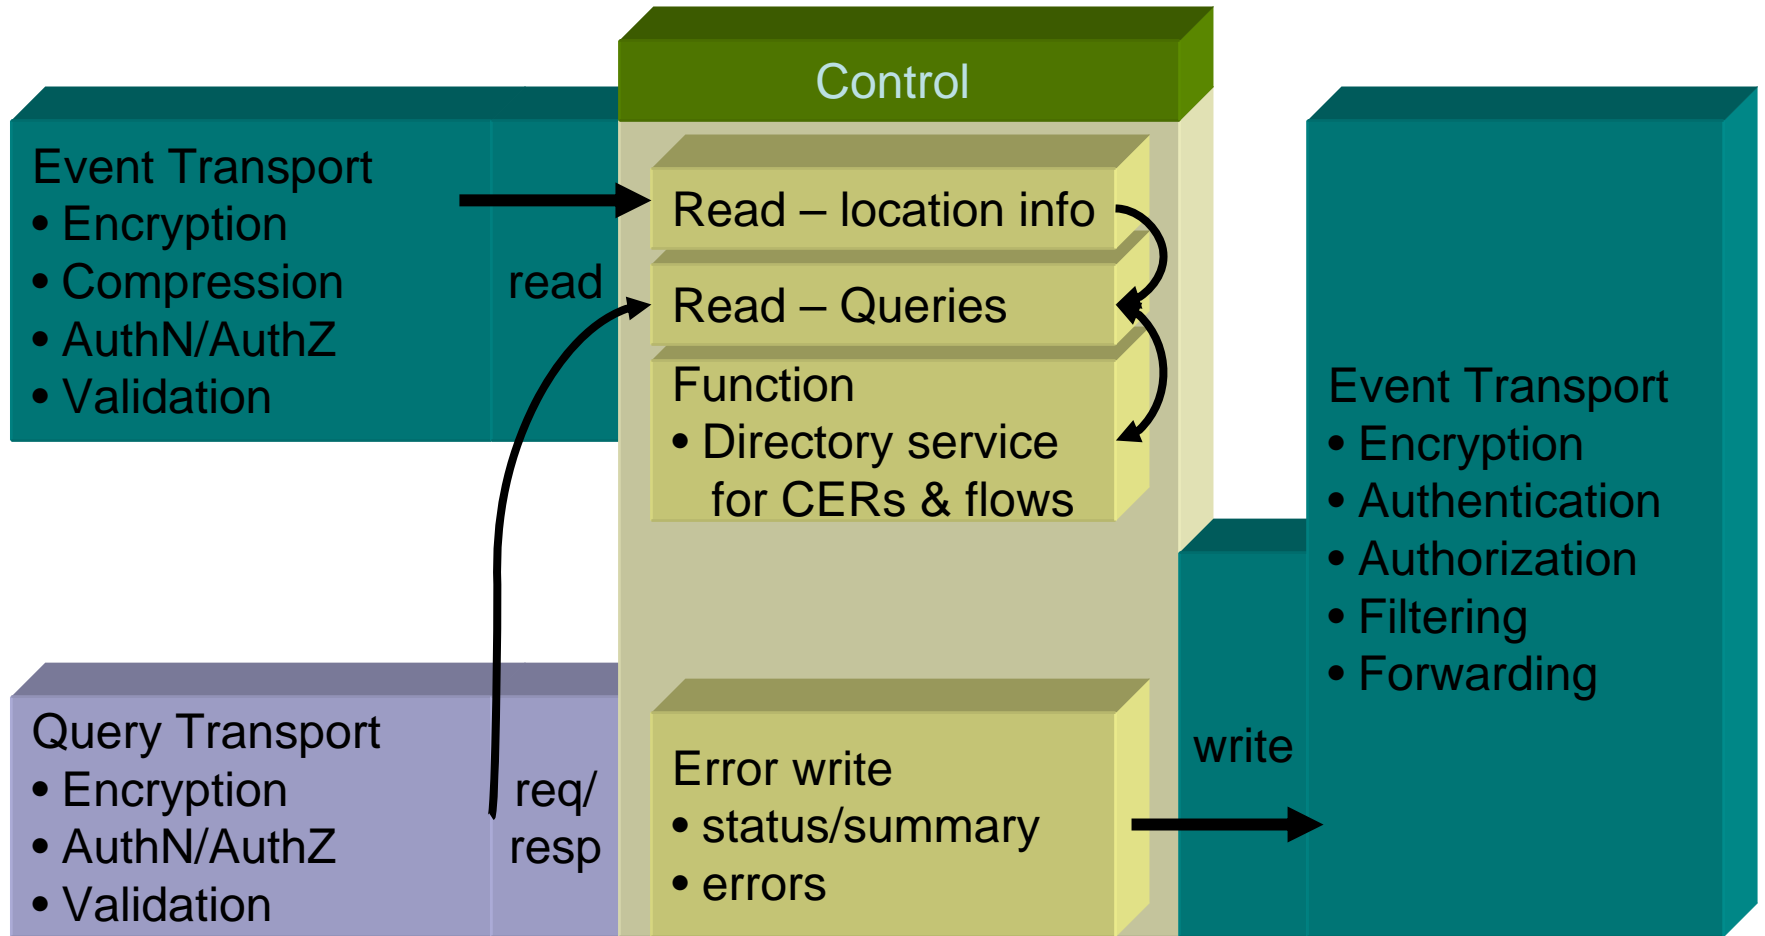 Control
Event Transport
• Encryption
• Compression
• AuthN/AuthZ
• Validation
read
Read – location info
Read – Queries
Function
• Directory service
for CERs & flows
Query Transport
• Encryption
• AuthN/AuthZ
• Validation
req/
resp
Error write
• status/summary
• errors
write
Event Transport
• Encryption
• Authentication
• Authorization
• Filtering
• Forwarding